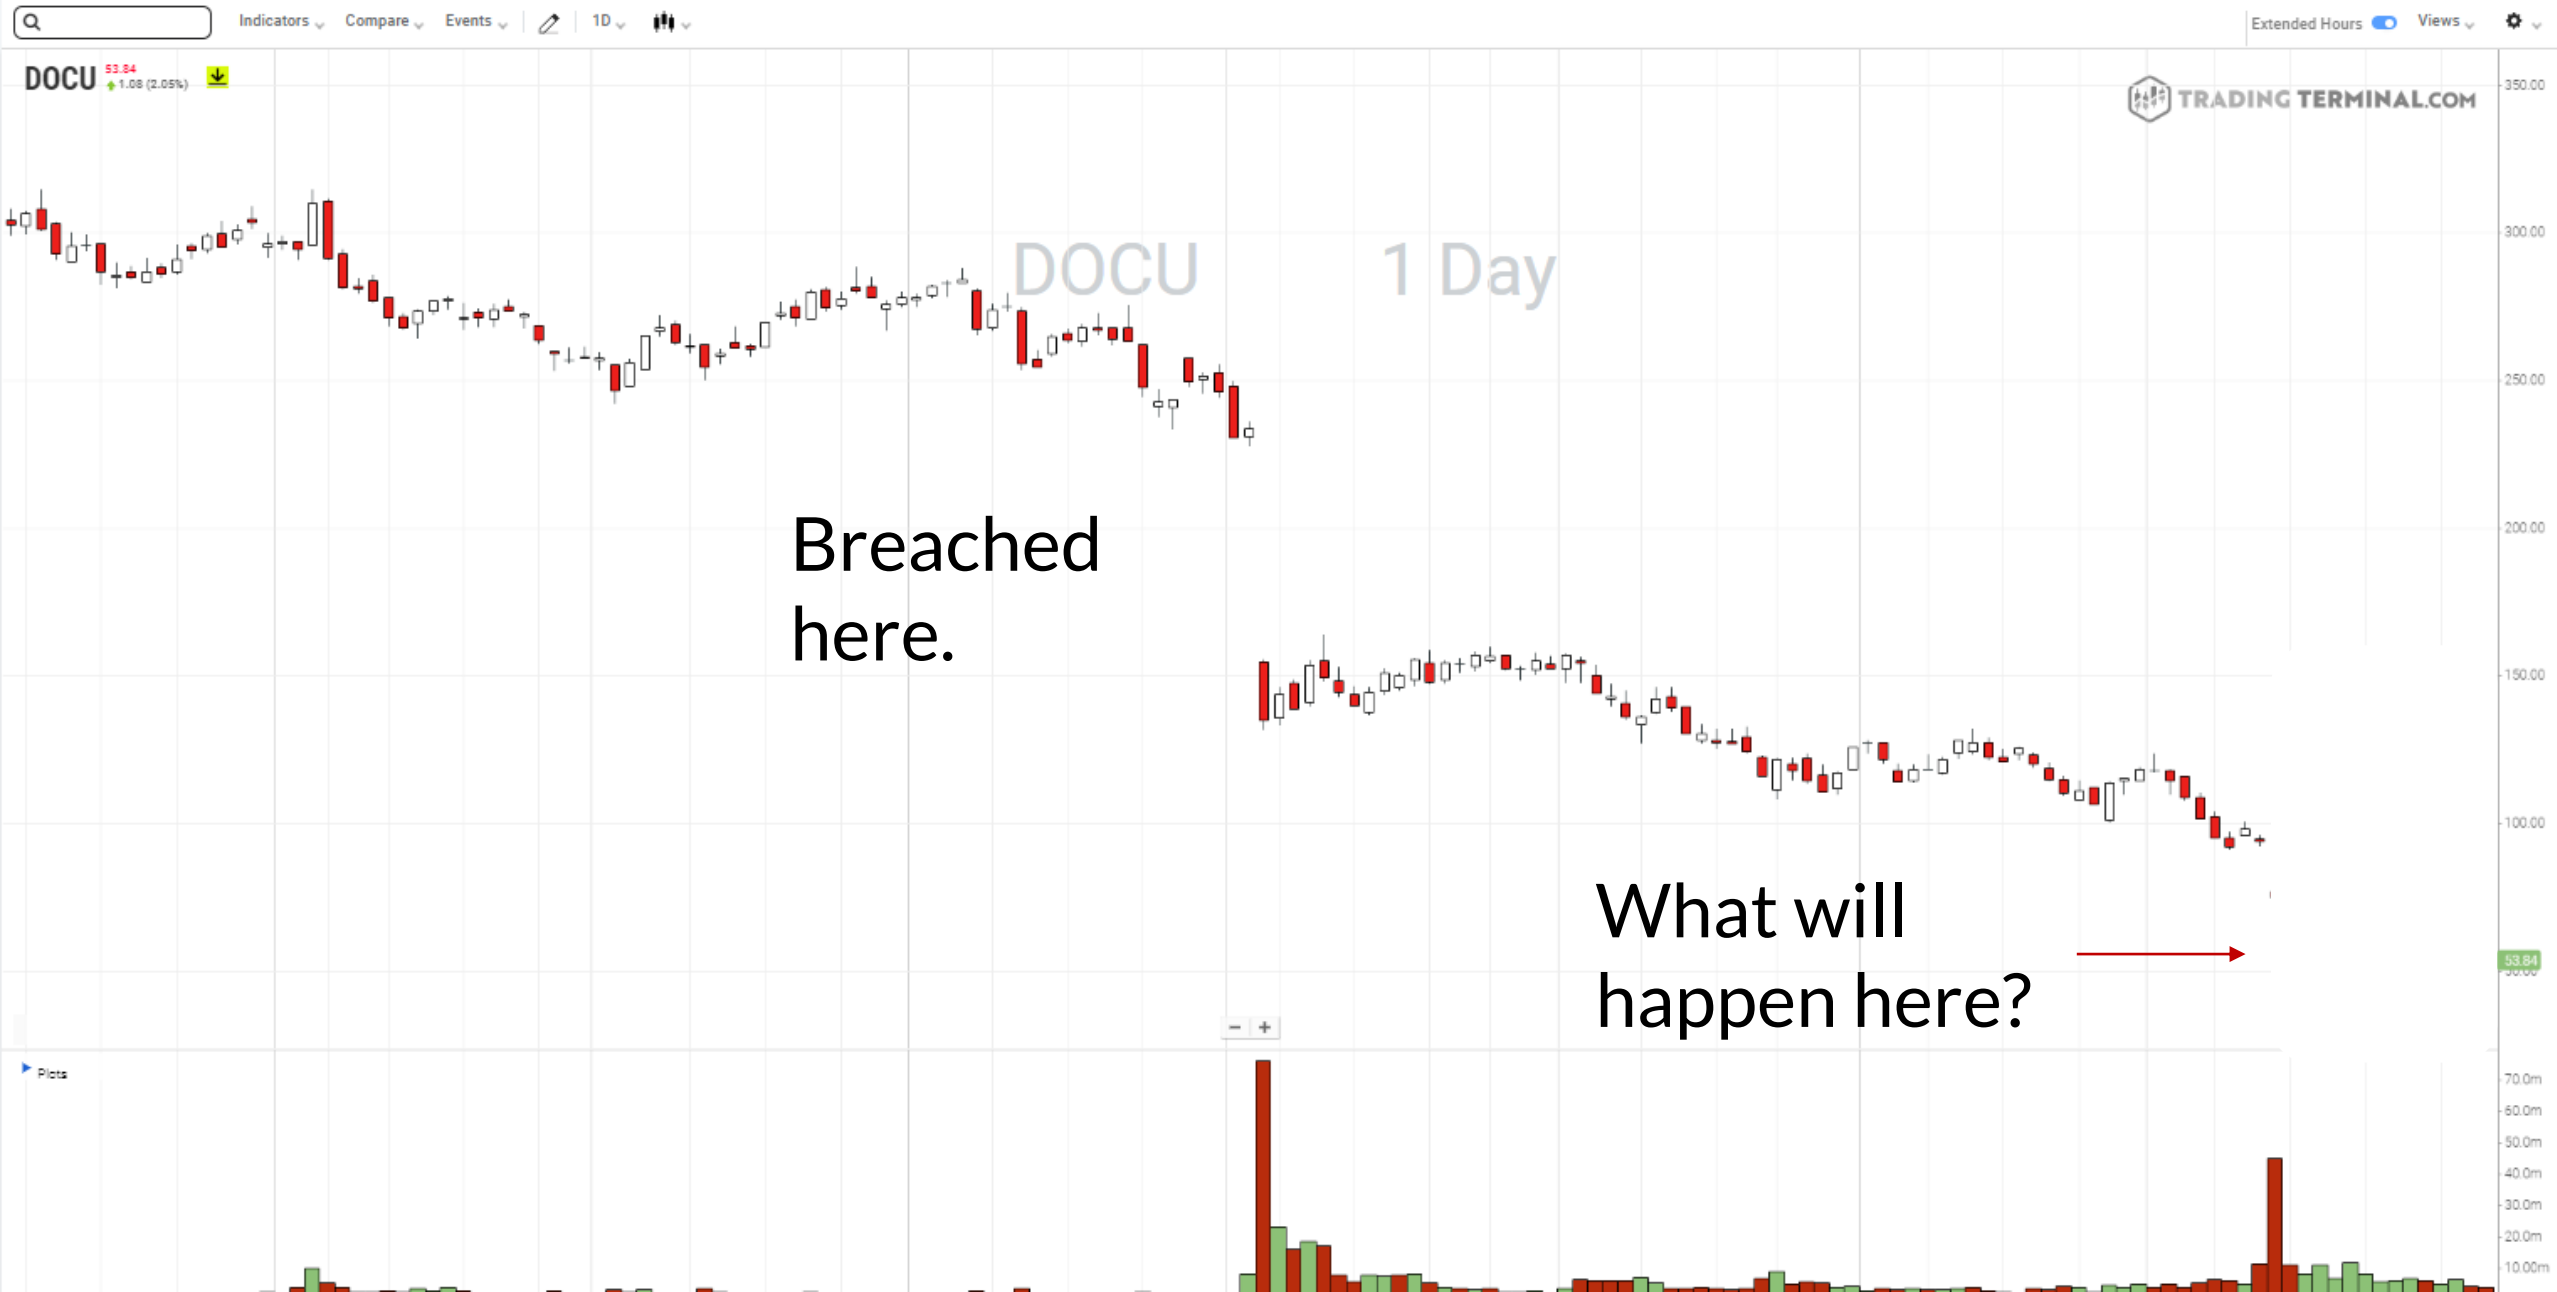 Indicators Compare Events 1D Extended Hours Views
DOCU 53.84
1.08 (2.05%)
TRADING TERMINAL.COM
350.00
300.00
DOCU 1 Day
250.00
200.00
Breached
here.
150.00
100.00
What will
happen here?
53.84
50.00
− +
Plots
70.0m
60.0m
50.0m
40.0m
30.0m
20.0m
10.00m